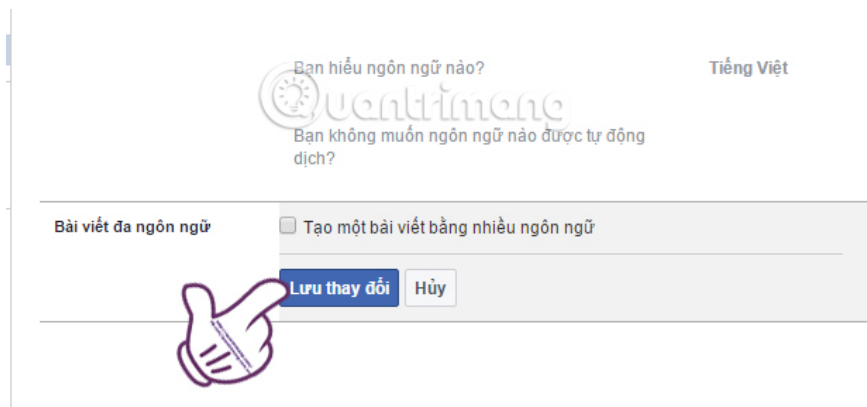 Bạn hiểu ngôn ngữ nào?
Tiếng Việt
Quantrimang
Bạn không muốn ngôn ngữ nào được tự động
dịch?
Bài viết đa ngôn ngữ
Tạo một bài viết bằng nhiều ngôn ngữ
Lưu thay đổi
Hủy